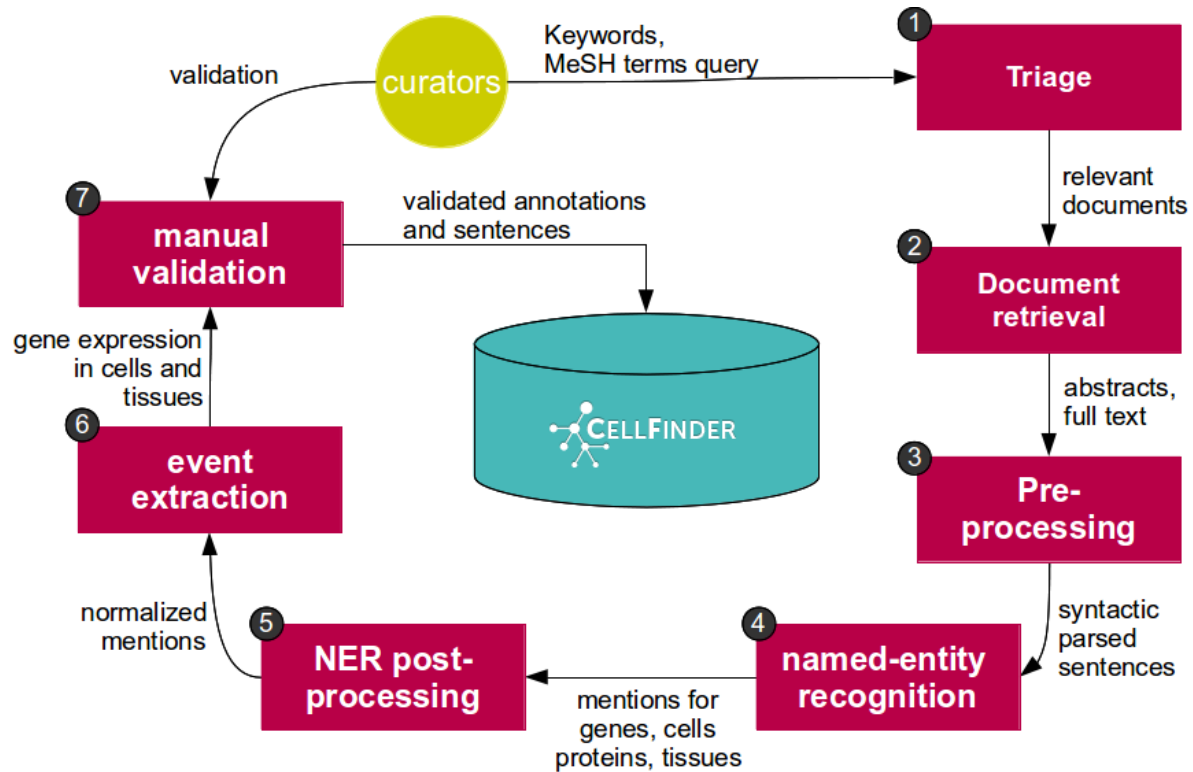 1
Triage
Keywords,
MeSH terms query
curators
validation
relevant
documents
2
Document
retrieval
abstracts,
full text
3
Pre-
processing
syntactic
parsed
sentences
4
named-entity
recognition
mentions for
genes, cells
proteins, tissues
5
NER post-
processing
normalized
mentions
6
event
extraction
gene expression
in cells and
tissues
7
manual
validation
validated annotations
and sentences
CELLFINDER